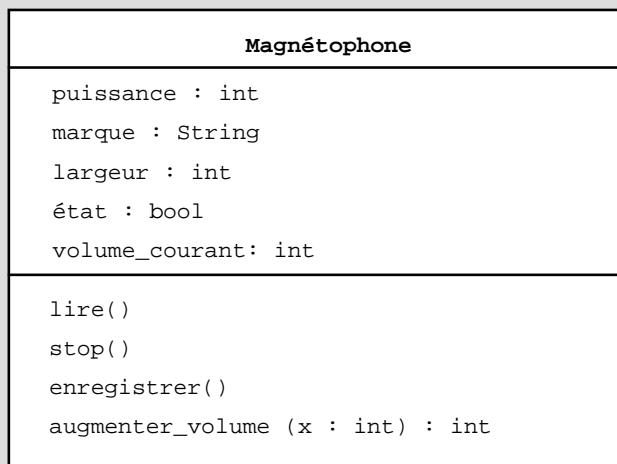 Magnétophone
puissance : int
marque : String
largeur : int
état : bool
volume_courant: int
lire()
stop()
enregistrer()
augmenter_volume (x : int) : int